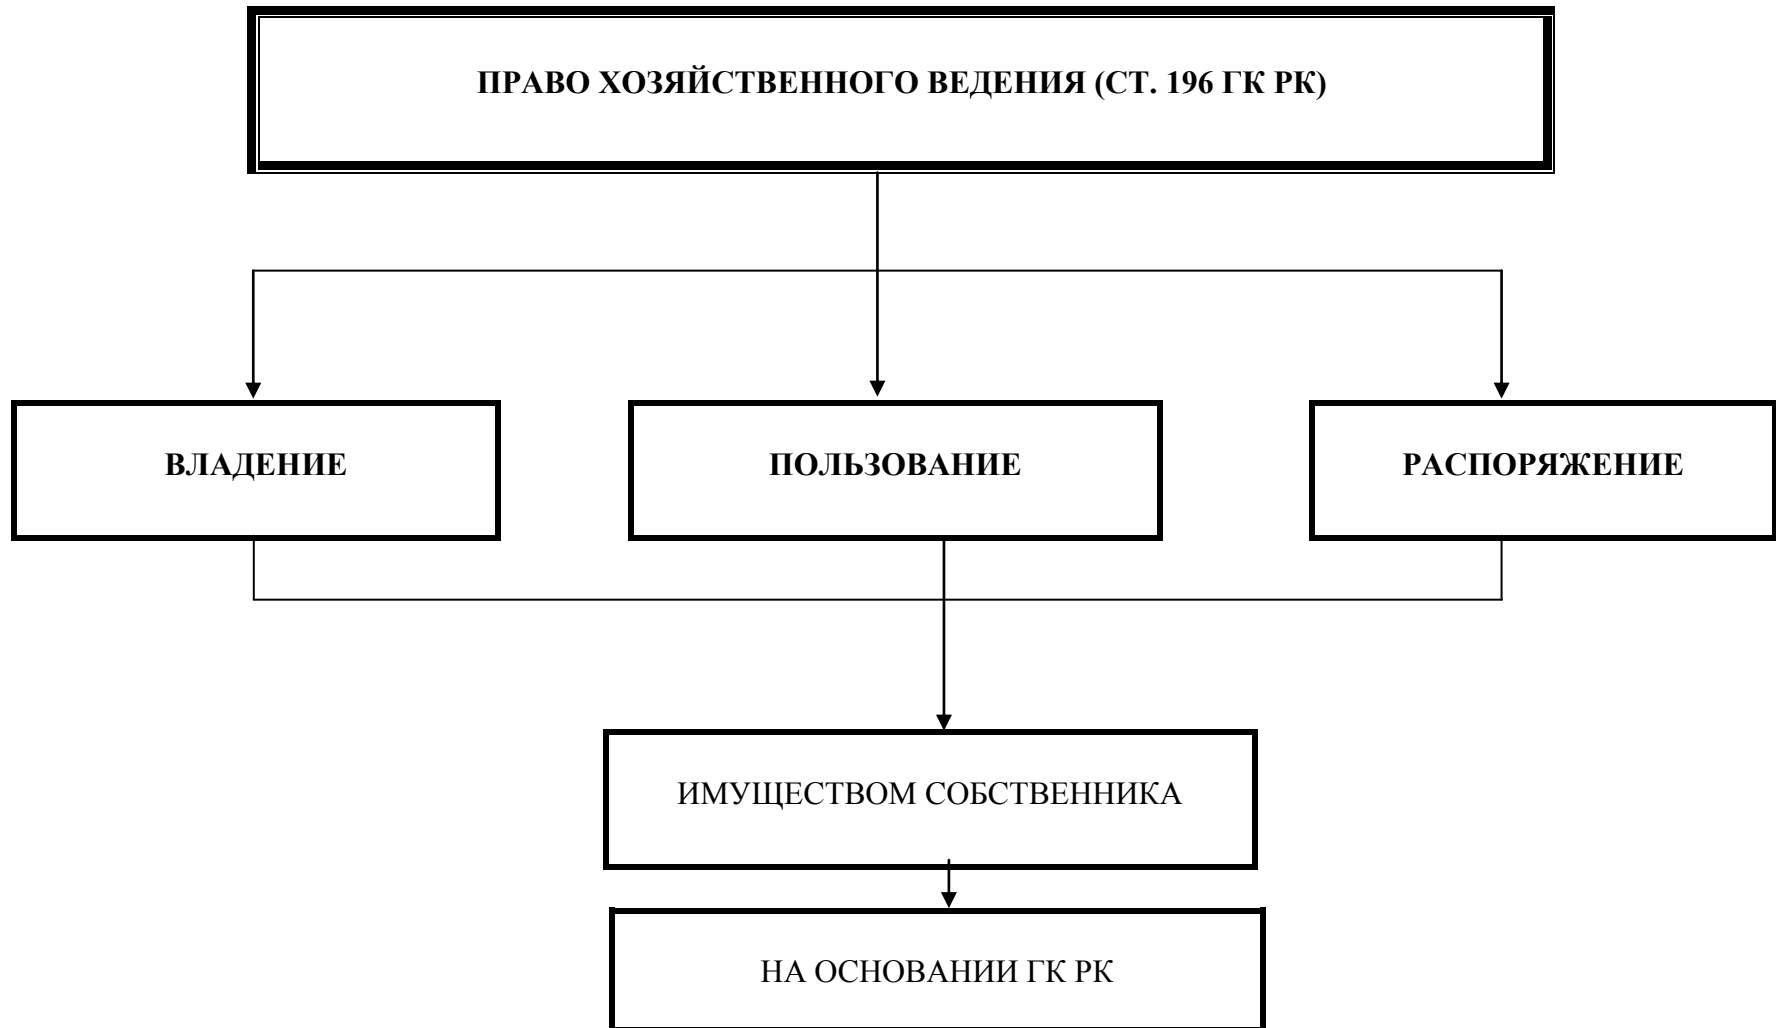 ПРАВО ХОЗЯЙСТВЕННОГО ВЕДЕНИЯ (СТ. 196 ГК РК)
ВЛАДЕНИЕ
ПОЛЬЗОВАНИЕ
РАСПОРЯЖЕНИЕ
ИМУЩЕСТВОМ СОБСТВЕННИКА
НА ОСНОВАНИИ ГК РК